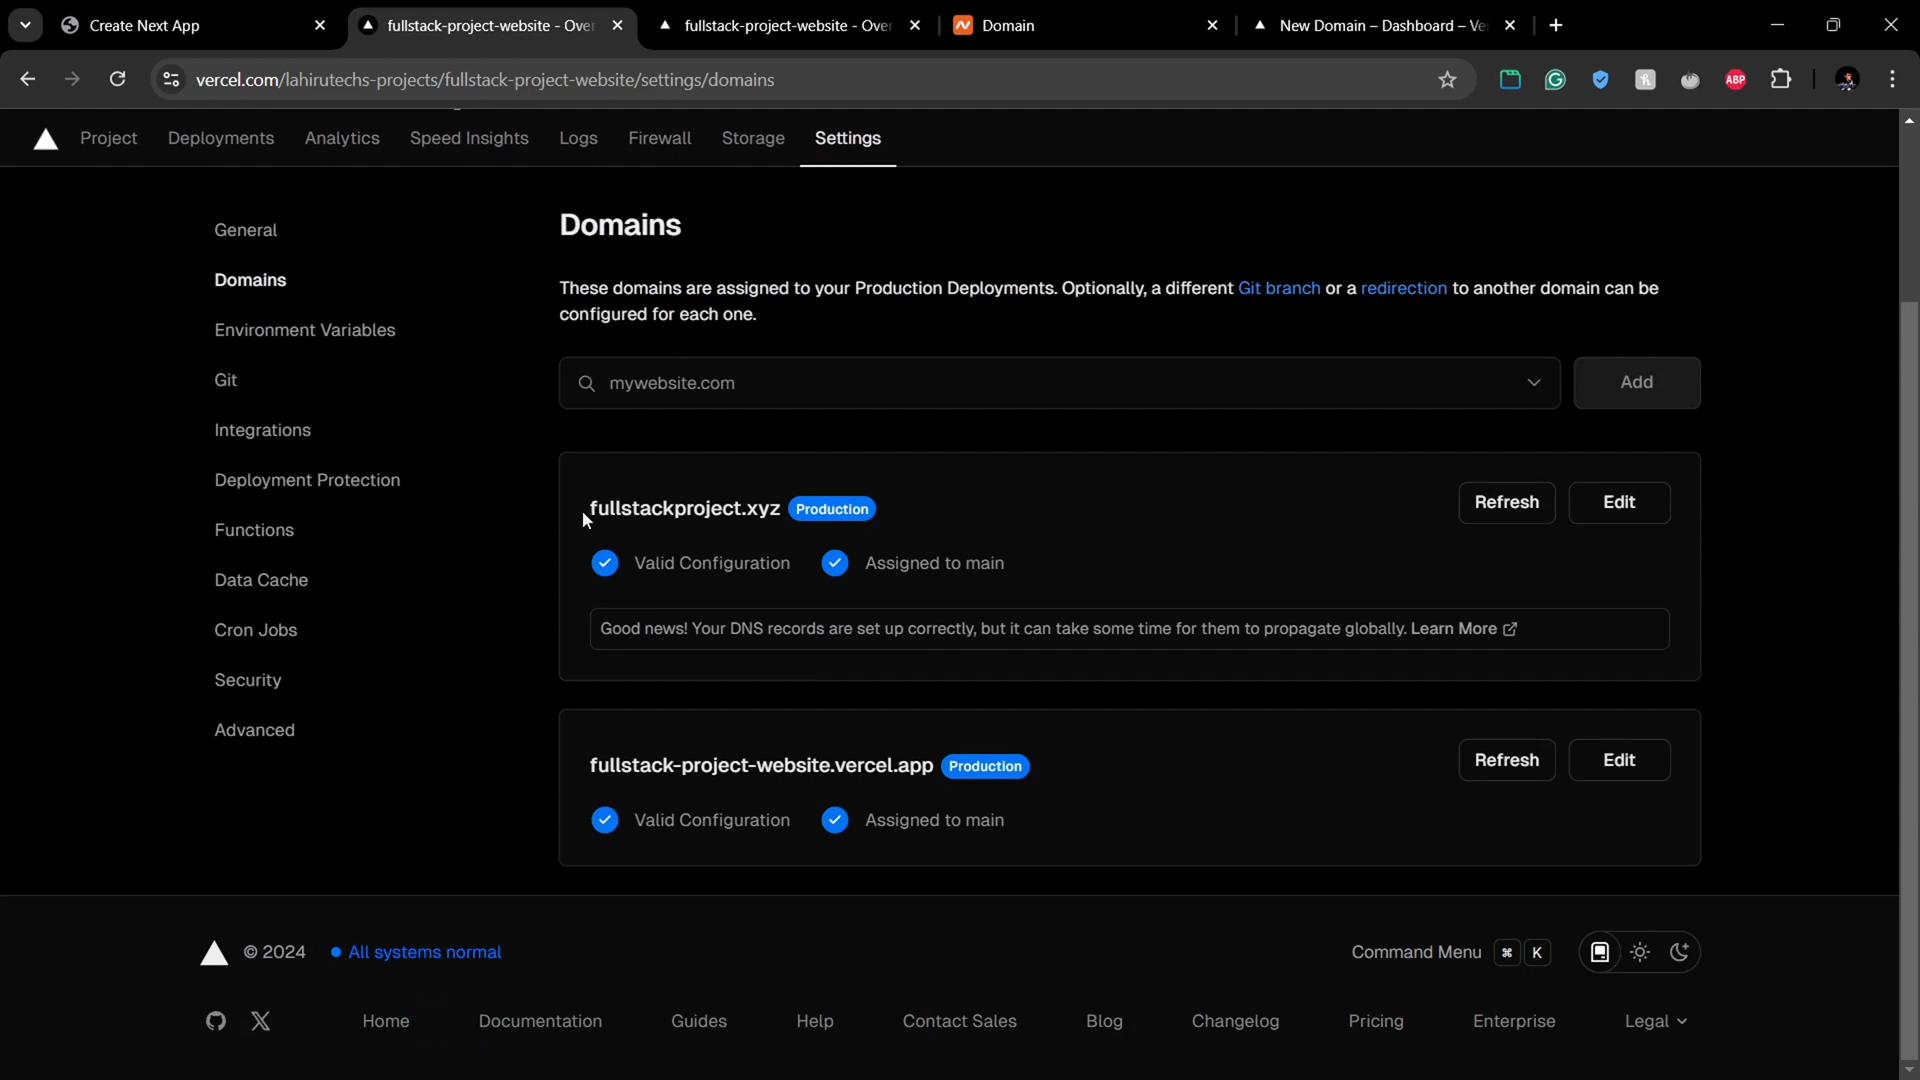 Create Next App
fullstack-project-website - Over
fullstack-project-website - Over
Domain
New Domain – Dashboard – Ve
vercel.com/lahirutechs-projects/fullstack-project-website/settings/domains
ABP
Project Deployments Analytics Speed Insights Logs Firewall Storage Settings
General
Domains
Environment Variables
Git
Integrations
Deployment Protection
Functions
Data Cache
Cron Jobs
Security
Advanced
Domains
These domains are assigned to your Production Deployments. Optionally, a different Git branch or a redirection to another domain can be
configured for each one.
mywebsite.com
Add
fullstackproject.xyz Production
Refresh Edit
Valid Configuration Assigned to main
Good news! Your DNS records are set up correctly, but it can take some time for them to propagate globally. Learn More
fullstack-project-website.vercel.app Production
Refresh Edit
Valid Configuration Assigned to main
© 2024 All systems normal
Command Menu ⌘ K
Home Documentation Guides Help Contact Sales Blog Changelog Pricing Enterprise Legal